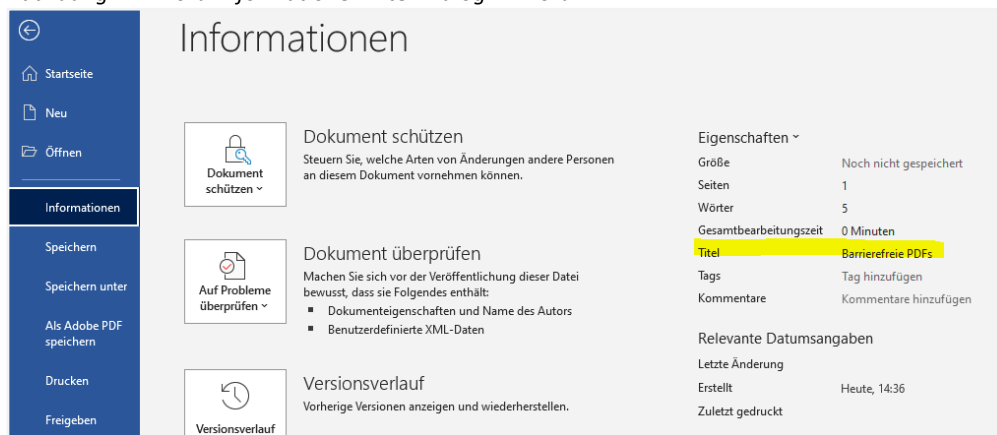 Informationen
Startseite
Neu
Öffnen
Informationen
Speichern
Speichern unter
Als Adobe PDF
speichern
Drucken
Freigeben
Dokument
schützen
Dokument schützen
Steuern Sie, welche Arten von Änderungen andere Personen
an diesem Dokument vornehmen können.
Auf Probleme
überprüfen
Dokument überprüfen
Machen Sie sich vor der Veröffentlichung dieser Datei
bewusst, dass sie Folgendes enthält:
Dokumenteigenschaften und Name des Autors
Benutzerdefinierte XML-Daten
Versionsverlauf
Versionsverlauf
Vorherige Versionen anzeigen und wiederherstellen.
Eigenschaften
Größe Noch nicht gespeichert
Seiten 1
Wörter 5
Gesamtbearbeitungszeit 0 Minuten
Titel Barrierefreie PDFs
Tags Tag hinzufügen
Kommentare Kommentare hinzufügen
Relevante Datumsangaben
Letzte Änderung
Erstellt Heute, 14:36
Zuletzt gedruckt